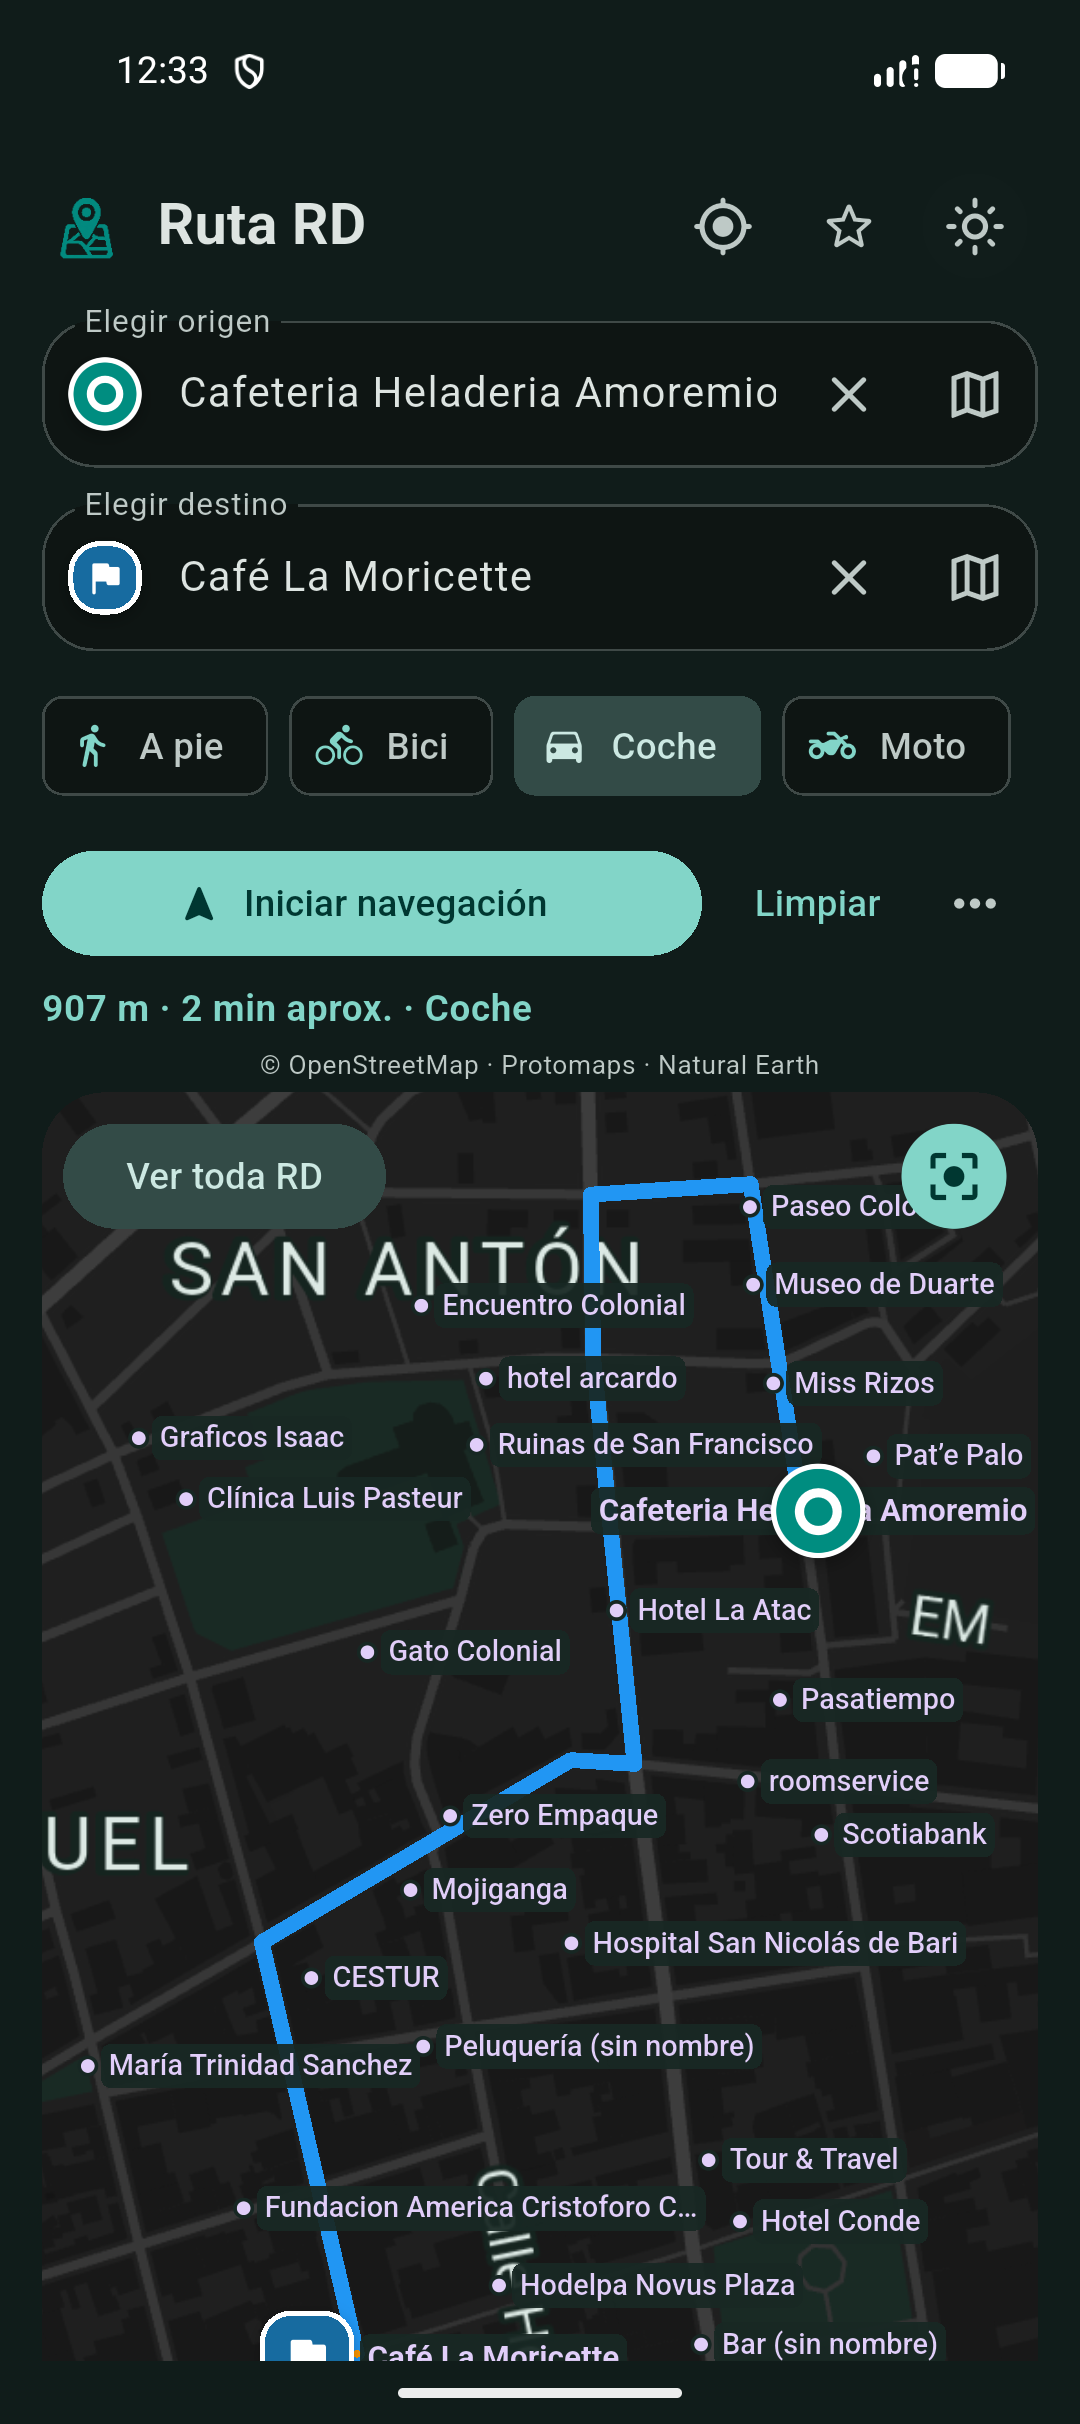 12:33
Ruta RD
Elegir origen
Cafeteria Heladeria Amoremio
Elegir destino
Café La Moricette
A pie
Bici
Coche
Moto
Iniciar navegación
Limpiar
907 m · 2 min aprox. · Coche
© OpenStreetMap · Protomaps · Natural Earth
Ver toda RD
Paseo Colo
SAN ANTÓN
Museo de Duarte
Encuentro Colonial
hotel arcardo
Miss Rizos
Graficos Isaac
Ruinas de San Francisco
Pat’e Palo
Clínica Luis Pasteur
Cafeteria He a Amoremio
Hotel La Atac
EM
Gato Colonial
Pasatiempo
roomservice
Zero Empaque
UEL
Scotiabank
Mojiganga
Hospital San Nicolás de Bari
CESTUR
Peluquería (sin nombre)
María Trinidad Sanchez
Tour & Travel
Fundacion America Cristoforo C...
Hotel Conde
Calle H
Hodelpa Novus Plaza
Bar (sin nombre)
Café La Moricette